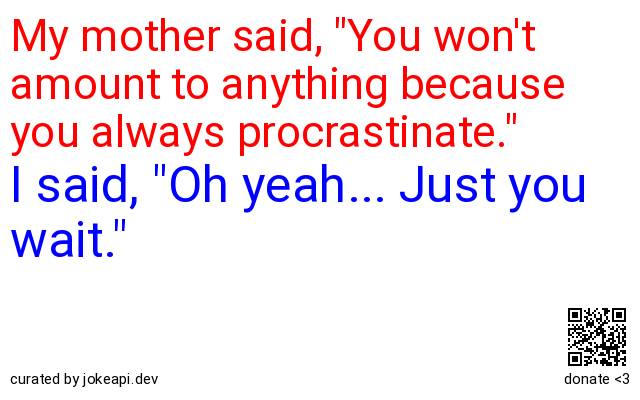 My mother said, "You won't
amount to anything because
you always procrastinate."
I said, "Oh yeah... Just you
wait."
curated by jokeapi.dev
donate <3